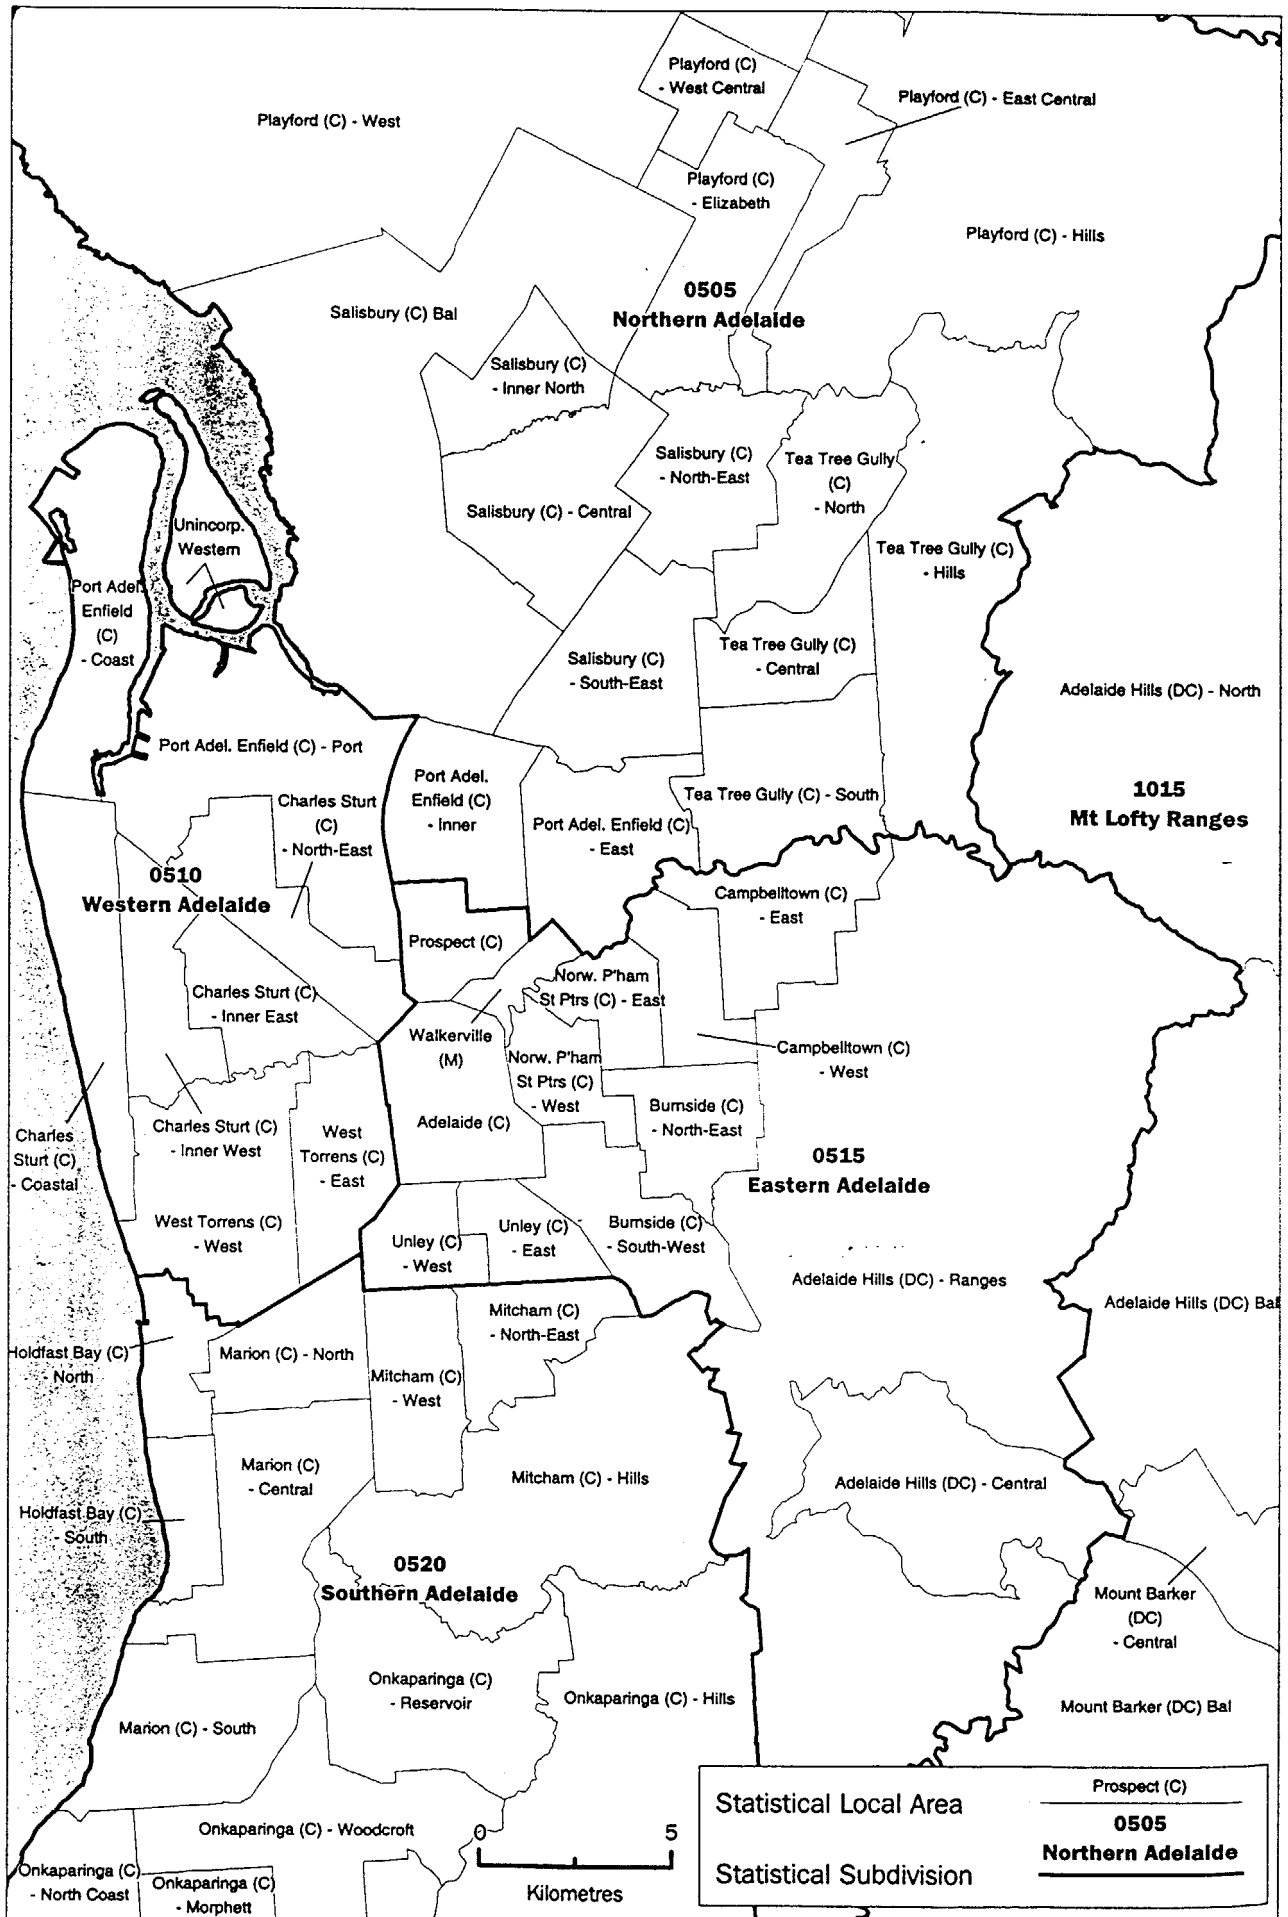 Playford (C)
- West Central
Playford (C) - East Central
Playford (C) - West
Playford (C)
- Elizabeth
Playford (C) - Hills
0505
Northern Adelaide
Salisbury (C) Bal
Salisbury (C)
- Inner North
Salisbury (C)
- North-East
Tea Tree Gully
(C)
- North
Salisbury (C) - Central
Unincorp.
Western
Tea Tree Gully (C)
- Hills
Port Adel.
Enfield
(C)
- Coast
Salisbury (C)
- South-East
Tea Tree Gully (C)
- Central
Adelaide Hills (DC) - North
Port Adel. Enfield (C) - Port
Port Adel.
Enfield (C)
- Inner
Charles Sturt
(C)
- North-East
Tea Tree Gully (C) - South
1015
Mt Lofty Ranges
Port Adel. Enfield (C)
- East
0510
Western Adelaide
Campbelltown (C)
- East
Prospect (C)
Norw. P'ham
St Ptrs (C) - East
Charles Sturt (C)
- Inner East
Walkerville
(M)
Campbelltown (C)
- West
Norw. P'ham
St Ptrs (C)
- West
Adelaide (C)
Burnside (C)
- North-East
Charles
Sturt (C)
- Coastal
Charles Sturt (C)
- Inner West
West
Torrens (C)
- East
0515
Eastern Adelaide
West Torrens (C)
- West
Unley (C)
- West
Unley (C)
- East
Burnside (C)
- South-West
Adelaide Hills (DC) - Ranges
Adelaide Hills (DC) Bal
Mitcham (C)
- North-East
Holdfast Bay (C)
- North
Marion (C) - North
Mitcham (C)
- West
Marion (C)
- Central
Mitcham (C) - Hills
Adelaide Hills (DC) - Central
Holdfast Bay (C)
- South
0520
Southern Adelaide
Mount Barker
(DC)
- Central
Onkaparinga (C)
- Reservoir
Onkaparinga (C) - Hills
Mount Barker (DC) Bal
Marion (C) - South
Onkaparinga (C) - Woodcroft
Onkaparinga (C)
- North Coast
Onkaparinga (C)
- Morphett
0 5
Kilometres
Statistical Local Area
Prospect (C)
0505
Northern Adelaide
Statistical Subdivision